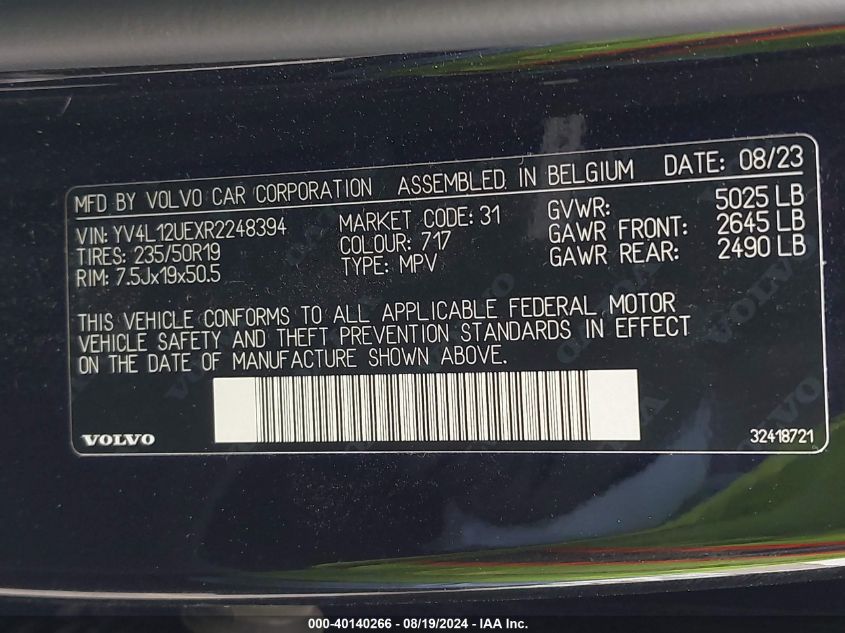 MFD BY VOLVO CAR CORPORATION ASSEMBLED IN BELGIUM DATE: 08/23
VIN: YV4L12UEXR2248394 MARKET CODE: 31 GVWR: 5025 LB
TIRES: 235/50R19 COLOUR: 717 GAWR FRONT: 2645 LB
RIM: 7.5Jx19x50.5 TYPE: MPV GAWR REAR: 2490 LB
THIS VEHICLE CONFORMS TO ALL APPLICABLE FEDERAL MOTOR
VEHICLE SAFETY AND THEFT PREVENTION STANDARDS IN EFFECT
ON THE DATE OF MANUFACTURE SHOWN ABOVE.
VOLVO 32418721
000-40140266 - 08/19/2024 - IAA Inc.